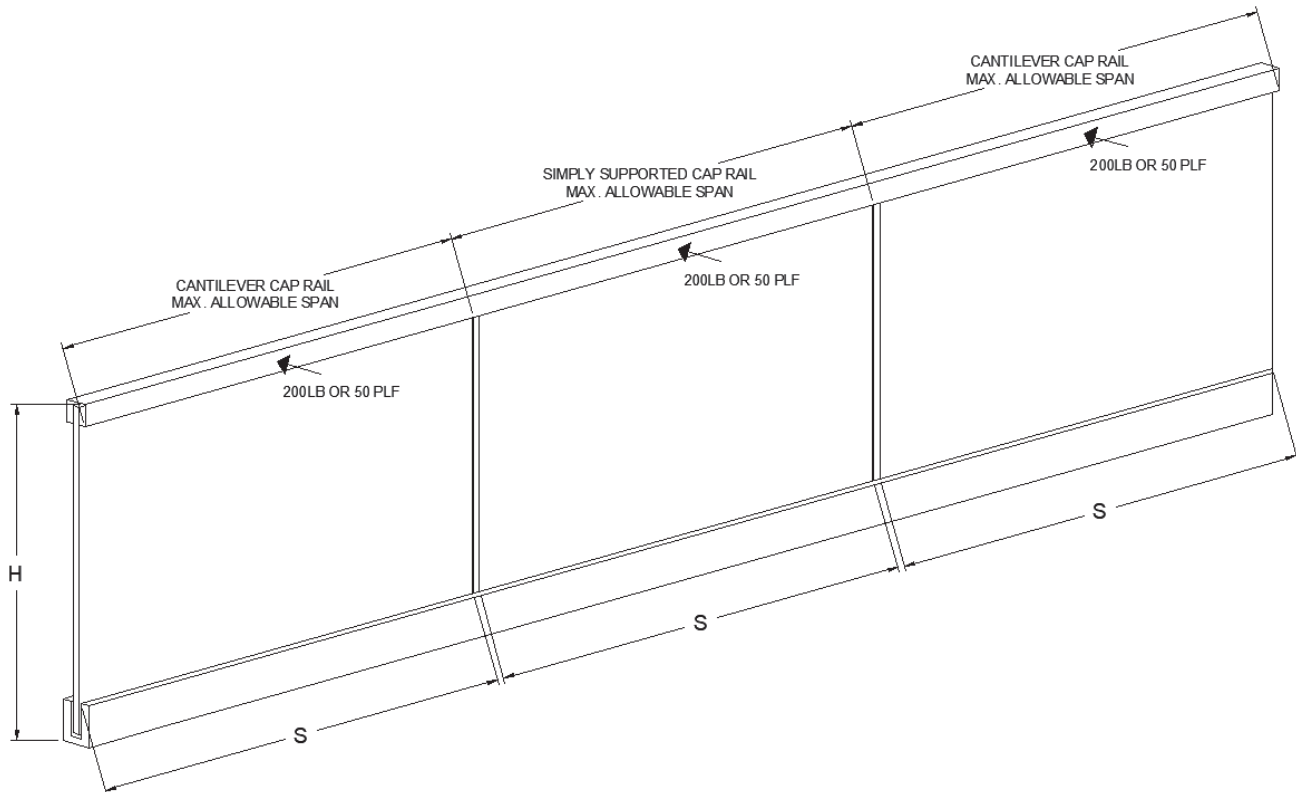 CANTILEVER CAP RAIL
MAX. ALLOWABLE SPAN
200LB OR 50 PLF
SIMPLY SUPPORTED CAP RAIL
MAX. ALLOWABLE SPAN
200LB OR 50 PLF
CANTILEVER CAP RAIL
MAX. ALLOWABLE SPAN
200LB OR 50 PLF
H
S
S
S